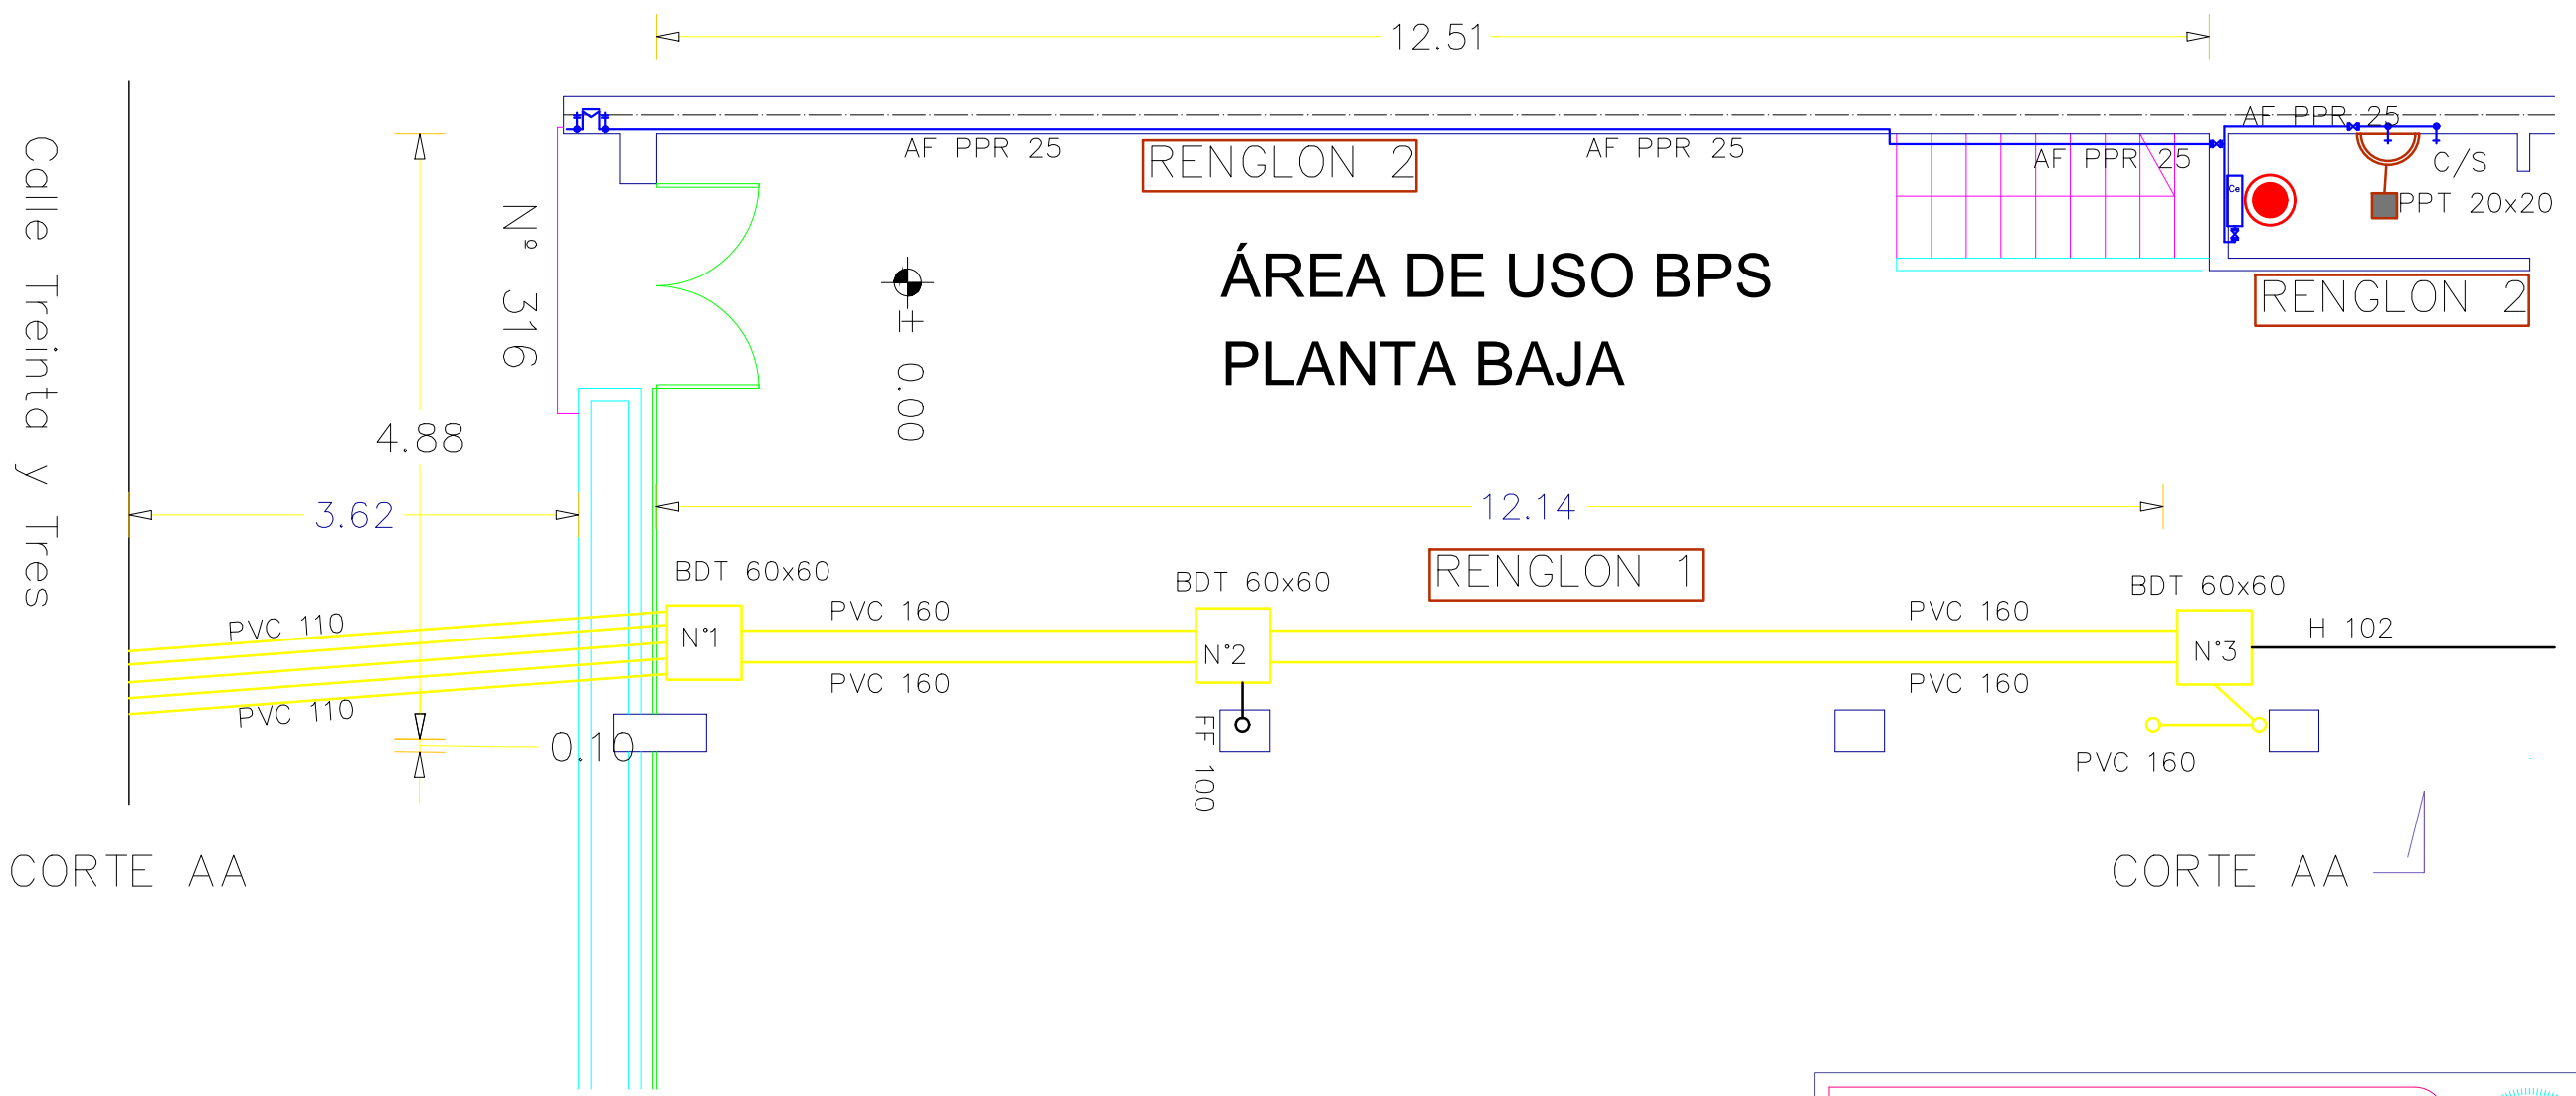 12.51
AF PPR 25
AF PPR 25
RENGLON 2
AF PPR 25
AF PPR 25
C/S
Ce
PPT 20x20
Calle Treinta y Tres
N° 316
± 0.00
ÁREA DE USO BPS
PLANTA BAJA
RENGLON 2
4.88
3.62
12.14
RENGLON 1
BDT 60x60
BDT 60x60
BDT 60x60
PVC 110
PVC 160
PVC 160
H 102
N°1
N°2
N°3
PVC 110
PVC 160
PVC 160
0.10
FF 100
PVC 160
CORTE AA
CORTE AA